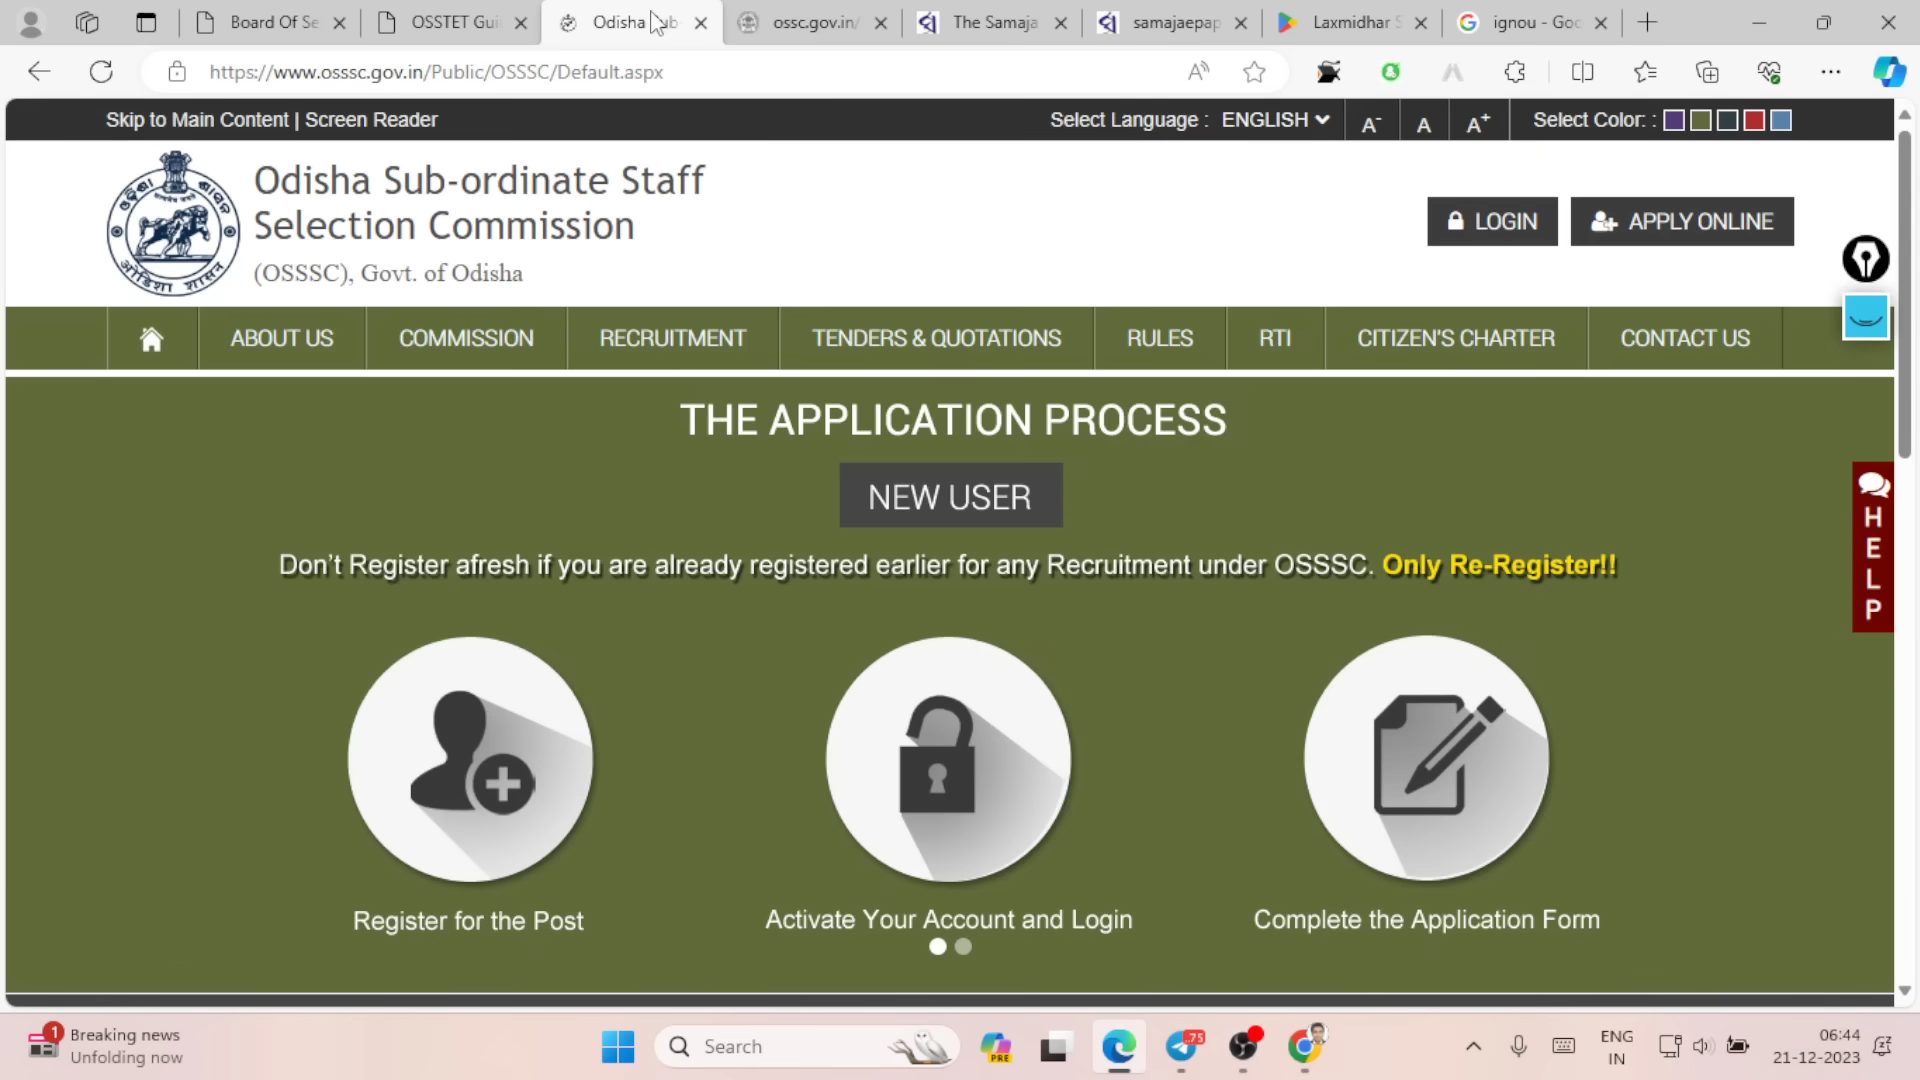 Board Of Se
OSSTET Gui
Odisha Sub-
ossc.gov.in/
The Samaja
samajaepap
Laxmidhar S
ignou - Goo
https://www.osssc.gov.in/Public/OSSSC/Default.aspx
Skip to Main Content | Screen Reader
Select Language : ENGLISH
A- A A+
Select Color: :
Odisha Sub-ordinate Staff
Selection Commission
(OSSSC), Govt. of Odisha
LOGIN
APPLY ONLINE
ABOUT US
COMMISSION
RECRUITMENT
TENDERS & QUOTATIONS
RULES
RTI
CITIZEN'S CHARTER
CONTACT US
THE APPLICATION PROCESS
NEW USER
Don't Register afresh if you are already registered earlier for any Recruitment under OSSSC. Only Re-Register!!
HELP
Register for the Post
Activate Your Account and Login
Complete the Application Form
1
Breaking news
Unfolding now
Search
PRE
.75
ENG
IN
06:44
21-12-2023